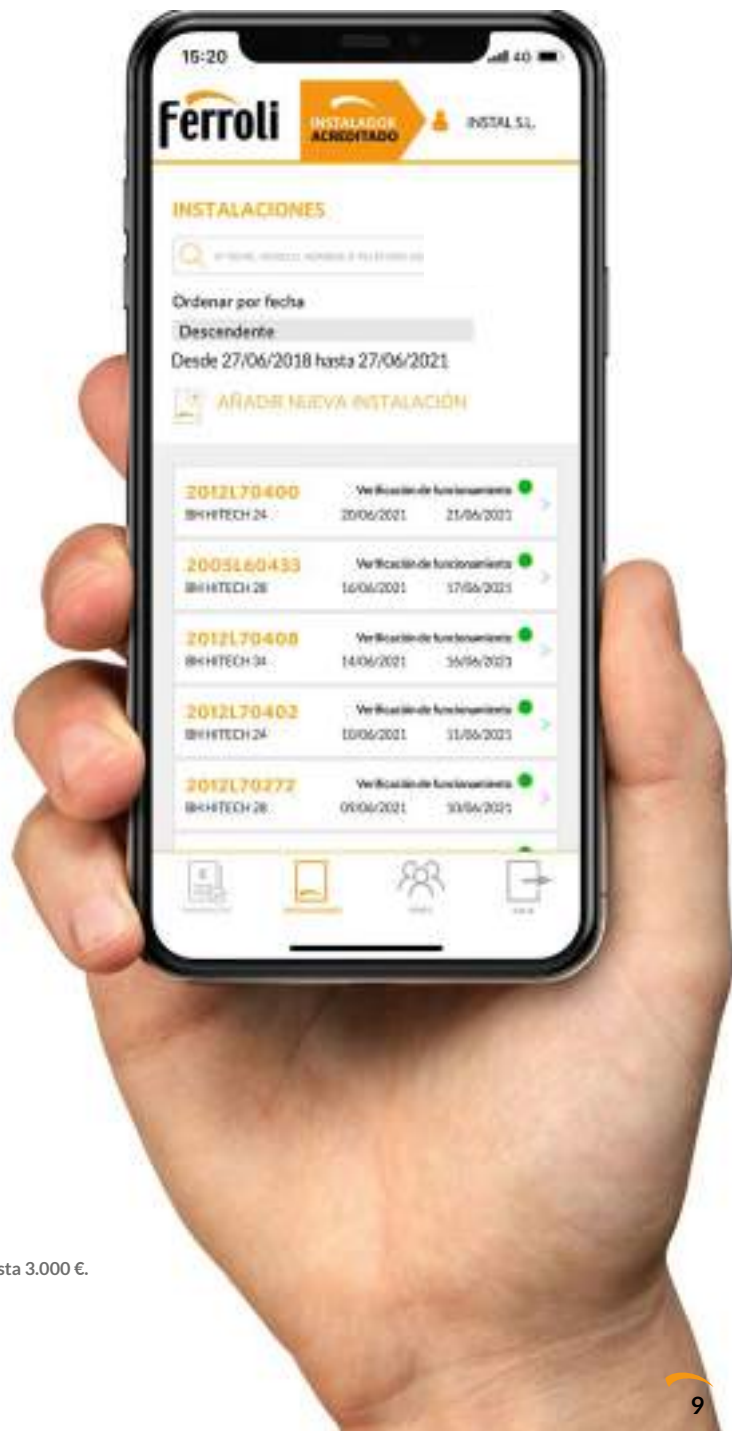 15:20
4G
Ferroli
INSTALADOR
ACREDITADO
INSTAL S.L.
INSTALACIONES
Ordenar por fecha
Descendente
Desde 27/06/2018 hasta 27/06/2021
AÑADIR NUEVA INSTALACIÓN
2012L70400 Verificación de funcionamiento
BH HITECH 24 20/06/2021 21/06/2021
2005L60433 Verificación de funcionamiento
BH HITECH 28 16/06/2021 17/06/2021
2012L70408 Verificación de funcionamiento
BH HITECH 34 14/06/2021 16/06/2021
2012L70402 Verificación de funcionamiento
BH HITECH 24 10/06/2021 11/06/2021
2012L70272 Verificación de funcionamiento
BH HITECH 28 09/06/2021 10/06/2021
sta 3.000 €.
9